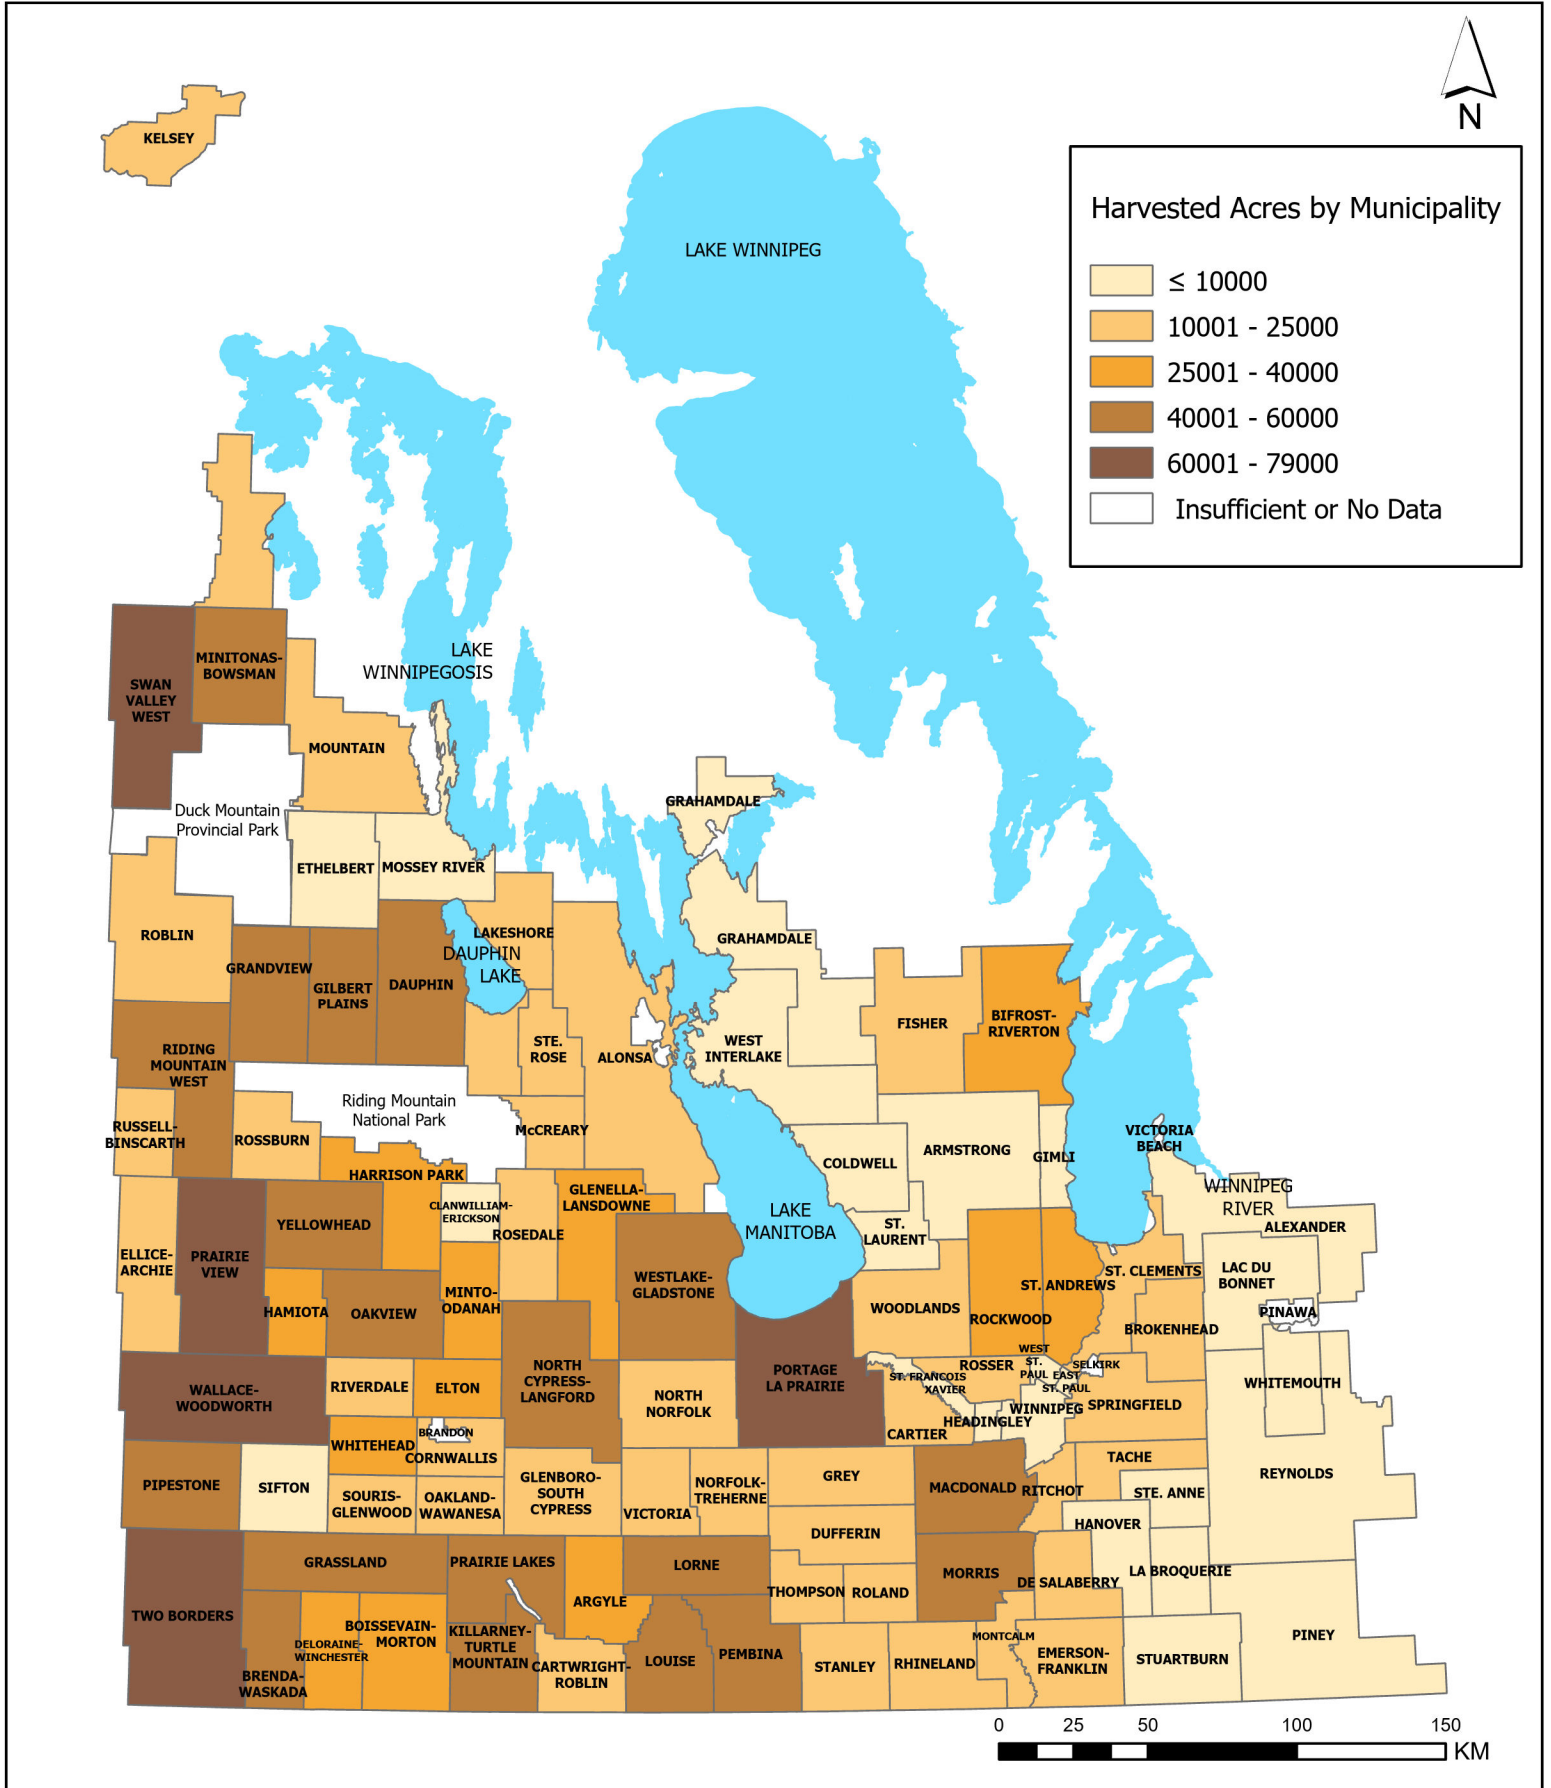 N
KELSEY
Harvested Acres by Municipality
≤ 10000
10001 - 25000
25001 - 40000
40001 - 60000
60001 - 79000
Insufficient or No Data
LAKE WINNIPEG
LAKE
WINNIPEGOSIS
MINITONAS-
BOWSMAN
SWAN
VALLEY
WEST
MOUNTAIN
Duck Mountain
Provincial Park
GRAHAMDALE
ETHELBERT
MOSSEY RIVER
ROBLIN
LAKESHORE
GRAHAMDALE
DAUPHIN
LAKE
GRANDVIEW
GILBERT
PLAINS
DAUPHIN
FISHER
BIFROST-
RIVERTON
RIDING
MOUNTAIN
WEST
STE.
ROSE
ALONSA
WEST
INTERLAKE
Riding Mountain
National Park
RUSSELL-
BINSCARTH
ROSSBURN
McCREARY
VICTORIA
BEACH
ARMSTRONG
GIMLI
COLDWELL
HARRISON PARK
GLENELLA-
LANSDOWNE
CLANWILLIAM-
ERICKSON
WINNIPEG
RIVER
ALEXANDER
YELLOWHEAD
ROSEDALE
LAKE
MANITOBA
ST.
LAURENT
ELLICE-
ARCHIE
PRAIRIE
VIEW
WESTLAKE-
GLADSTONE
ST. CLEMENTS
LAC DU
BONNET
ST. ANDREWS
MINTO-
ODANAH
HAMIOTA
OAKVIEW
WOODLANDS
ROCKWOOD
PINAWA
BROKENHEAD
NORTH
CYPRESS-
LANGFORD
PORTAGE
LA PRAIRIE
WEST
ST.
PAUL
ROSSER
SELKIRK
EAST
ST. PAUL
ST. FRANCOIS
XAVIER
WHITEMOUTH
WALLACE-
WOODWORTH
RIVERDALE
ELTON
NORTH
NORFOLK
WINNIPEG
SPRINGFIELD
HEADINGLEY
CARTIER
BRANDON
WHITEHEAD
CORNWALLIS
TACHE
PIPESTONE
SIFTON
GLENBORO-
SOUTH
CYPRESS
GREY
REYNOLDS
NORFOLK-
TREHERNE
MACDONALD
RITCHOT
STE. ANNE
SOURIS-
GLENWOOD
OAKLAND-
WAWANESA
VICTORIA
HANOVER
DUFFERIN
GRASSLAND
PRAIRIE LAKES
LORNE
MORRIS
LA BROQUERIE
DE SALABERRY
THOMPSON
ROLAND
ARGYLE
TWO BORDERS
BOISSEVAIN-
MORTON
KILLARNEY-
TURTLE
MOUNTAIN
DELORAINE-
WINCHESTER
MONTCALM
PINEY
PEMBINA
LOUISE
EMERSON-
FRANKLIN
STUARTBURN
STANLEY
RHINELAND
CARTWRIGHT-
ROBLIN
BRENDA-
WASKADA
0 25 50 100 150
KM